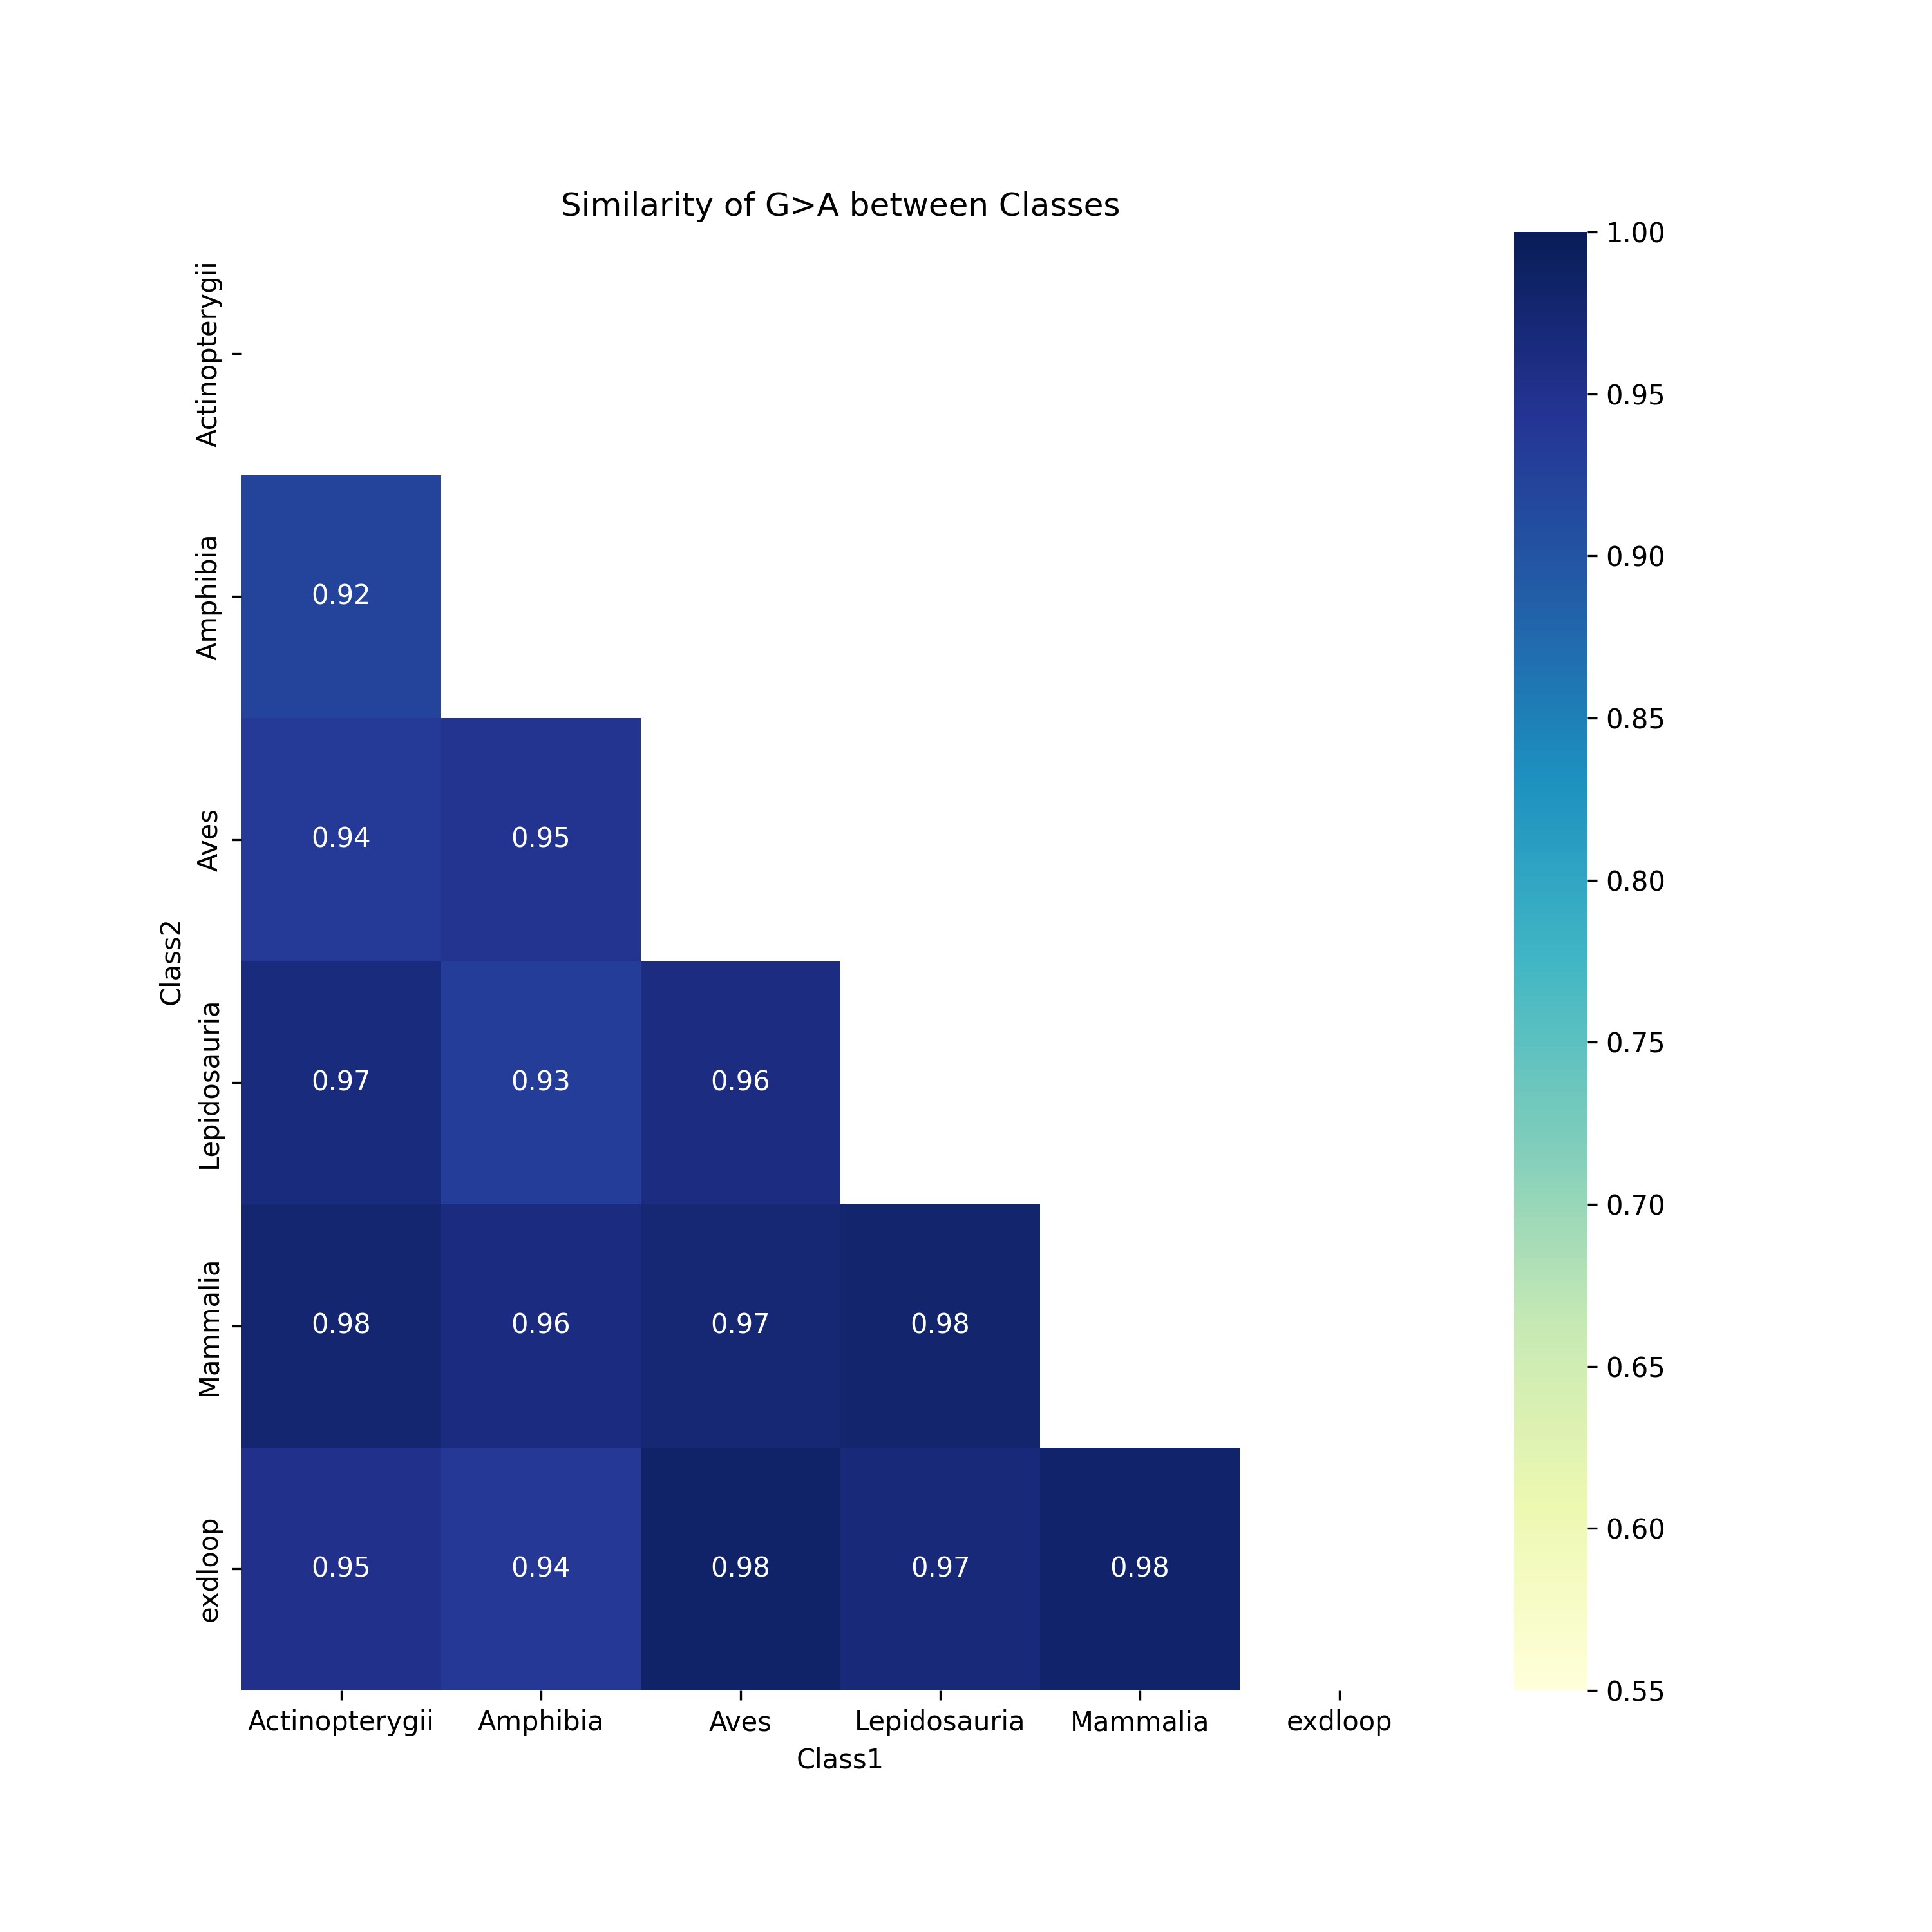 Similarity of G>A between Classes
Class2
Actinopterygii
Amphibia 0.92
Aves 0.94 0.95
Lepidosauria 0.97 0.93 0.96
Mammalia 0.98 0.96 0.97 0.98
exdloop 0.95 0.94 0.98 0.97 0.98
Actinopterygii Amphibia Aves Lepidosauria Mammalia exdloop
Class1
1.00
0.95
0.90
0.85
0.80
0.75
0.70
0.65
0.60
0.55